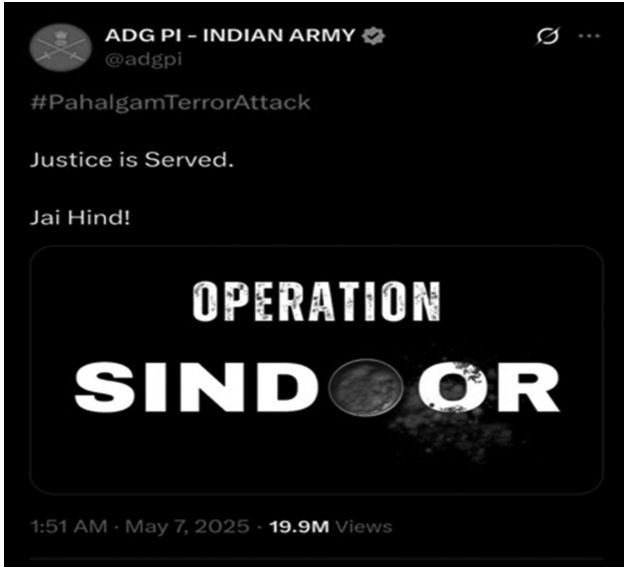 ADG PI - INDIAN ARMY
@adgpi
#PahalgamTerrorAttack
Justice is Served.
Jai Hind!
OPERATION
SINDOOR
1:51 AM · May 7, 2025 · 19.9M Views